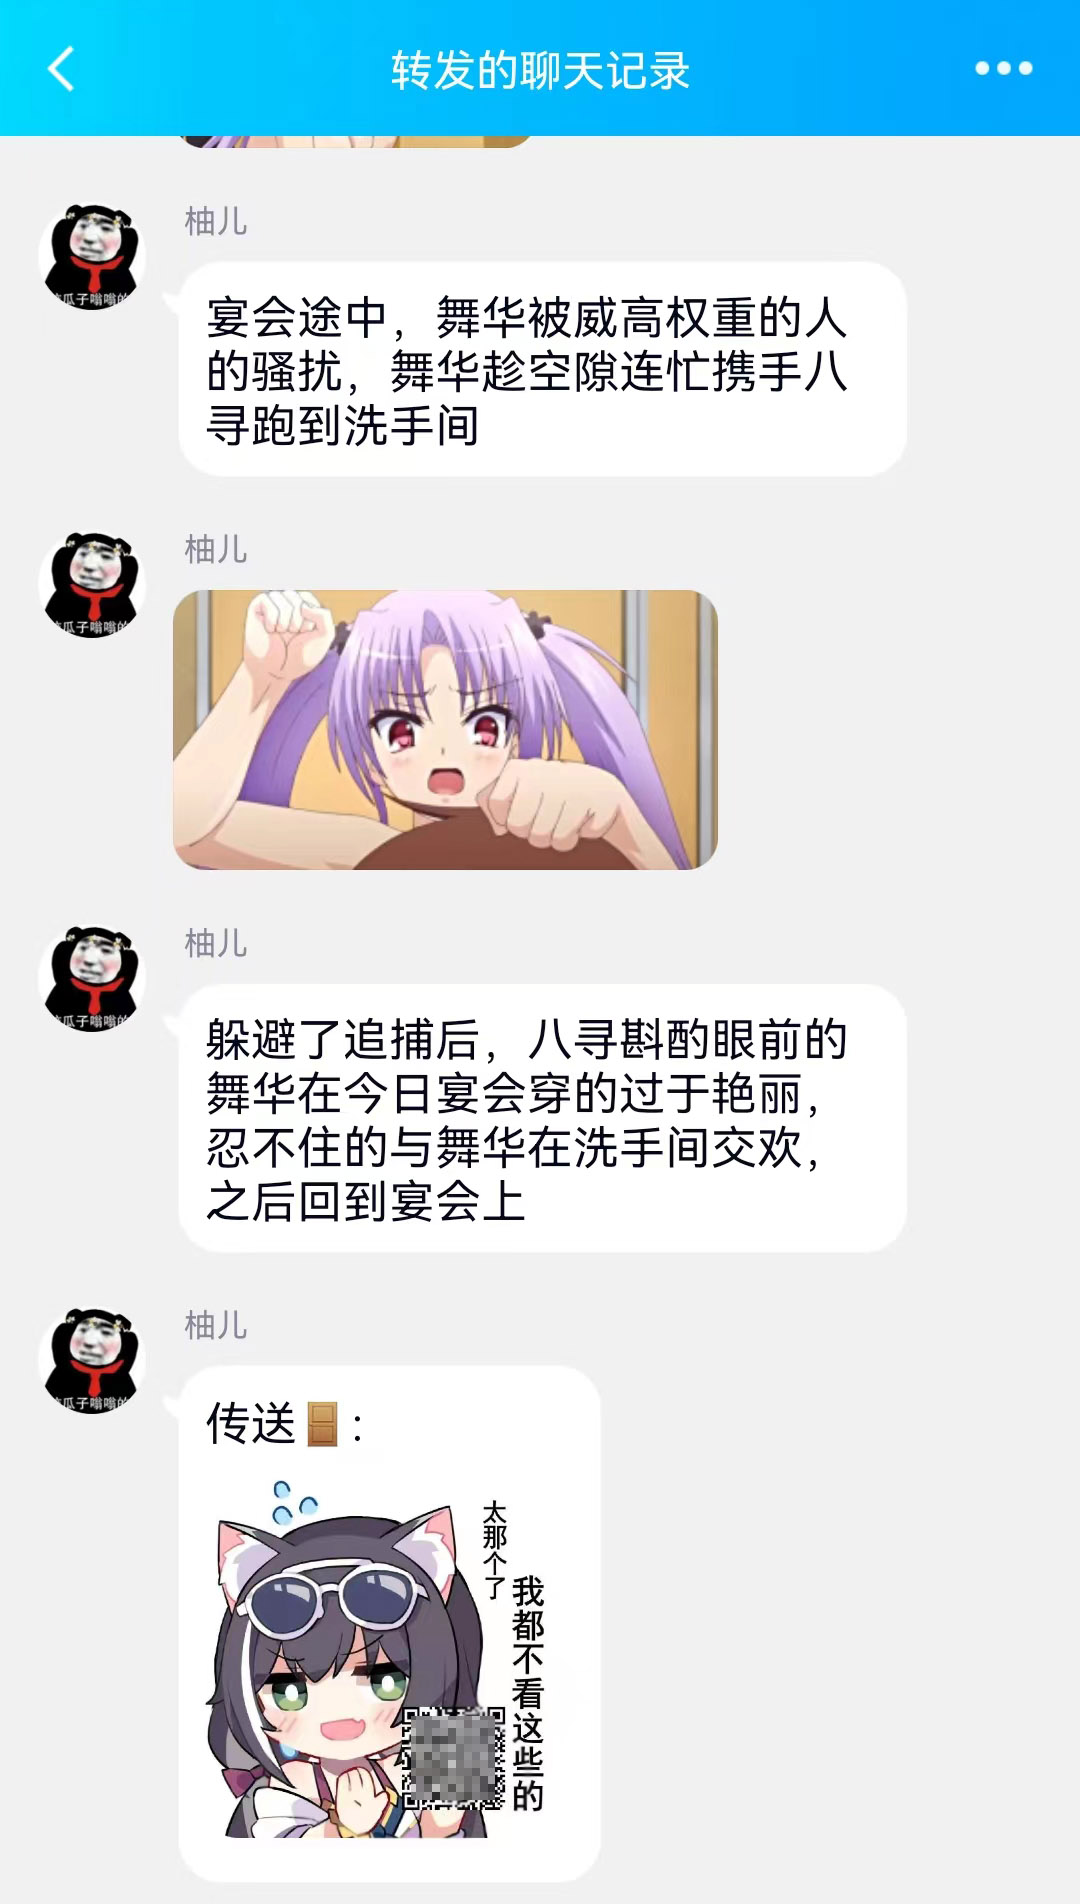 转发的聊天记录
柚儿
宴会途中，舞华被威高权重的人
的骚扰，舞华趁空隙连忙携手八
寻跑到洗手间
柚儿
柚儿
躲避了追捕后，八寻斟酌眼前的
舞华在今日宴会穿的过于艳丽，
忍不住的与舞华在洗手间交欢，
之后回到宴会上
柚儿
传送🚪：
太那个了
我都不看这些的